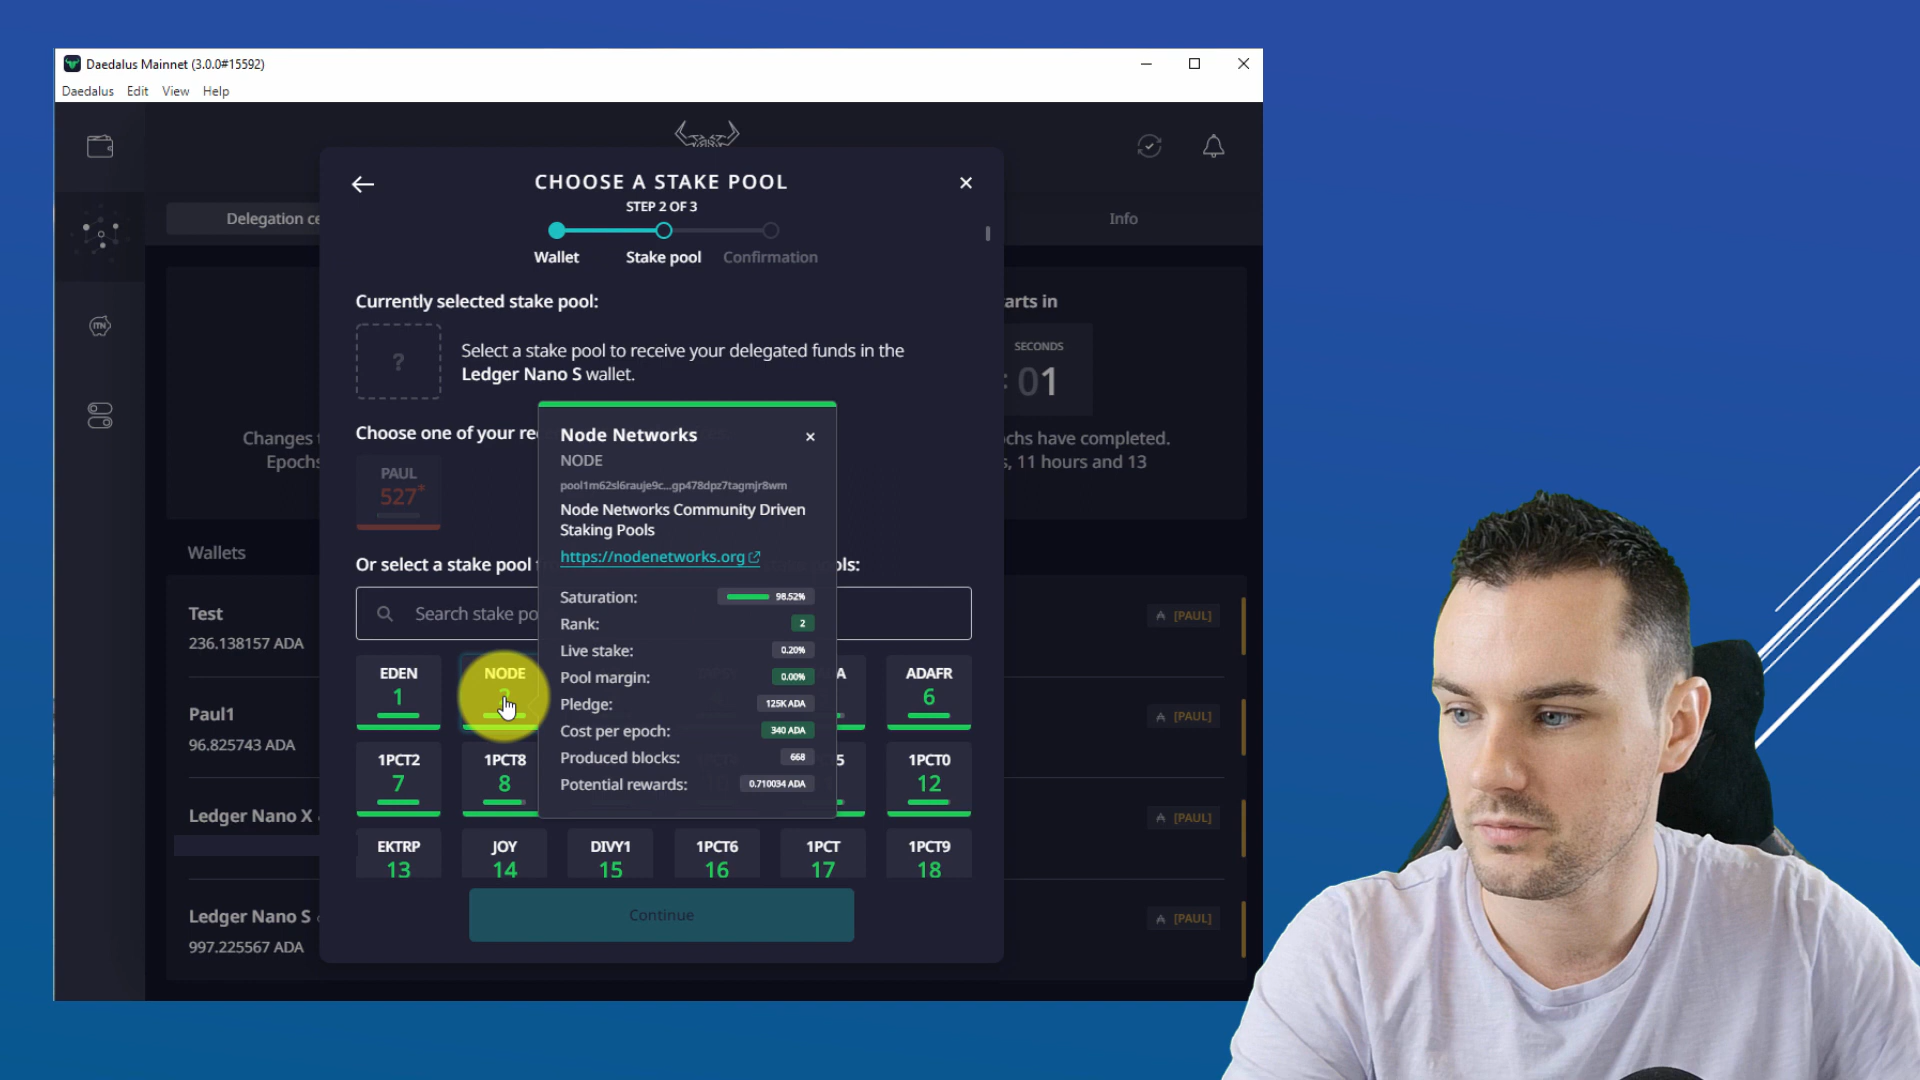 Daedalus Mainnet (3.0.0#15592)
Daedalus Edit View Help
CHOOSE A STAKE POOL
STEP 2 OF 3
Wallet Stake pool Confirmation
Delegation ce
Info
Currently selected stake pool:
?
Select a stake pool to receive your delegated funds in the
Ledger Nano S wallet.
arts in
SECONDS
: 01
Changes
Epochs
chs have completed.
s, 11 hours and 13
Choose one of your re
PAUL
527*
Node Networks
NODE
pool1m62sl6rauje9c...gp478dpz7tagmjr8wm
Node Networks Community Driven
Staking Pools
https://nodenetworks.org
Saturation: 98.52%
Rank: 2
Live stake: 0.20%
Pool margin: 0.00%
Pledge: 125K ADA
Cost per epoch: 340 ADA
Produced blocks: 668
Potential rewards: 0.710034 ADA
Or select a stake pool
ols:
Search stake po
EDEN
1
NODE
A
ADAFR
6
1PCT2
7
1PCT8
8
5
1PCT0
12
EKTRP
13
JOY
14
DIVY1
15
1PCT6
16
1PCT
17
1PCT9
18
Continue
Wallets
Test
236.138157 ADA
[PAUL]
Paul1
96.825743 ADA
[PAUL]
Ledger Nano X
[PAUL]
Ledger Nano S
997.225567 ADA
[PAUL]